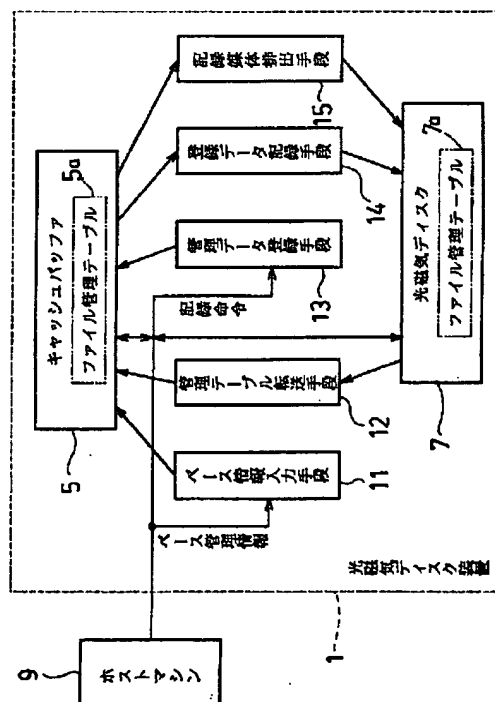 9
ホストマシン
1
光磁気ディスク装置
5
キャッシュバッファ
5a
ファイル管理テーブル
ベース管理情報
記録命令
ベース情報入力手段
11
管理テーブル転送手段
12
管理データ登録手段
13
登録データ記録手段
14
記録媒体排出手段
15
7
光磁気ディスク
7a
ファイル管理テーブル